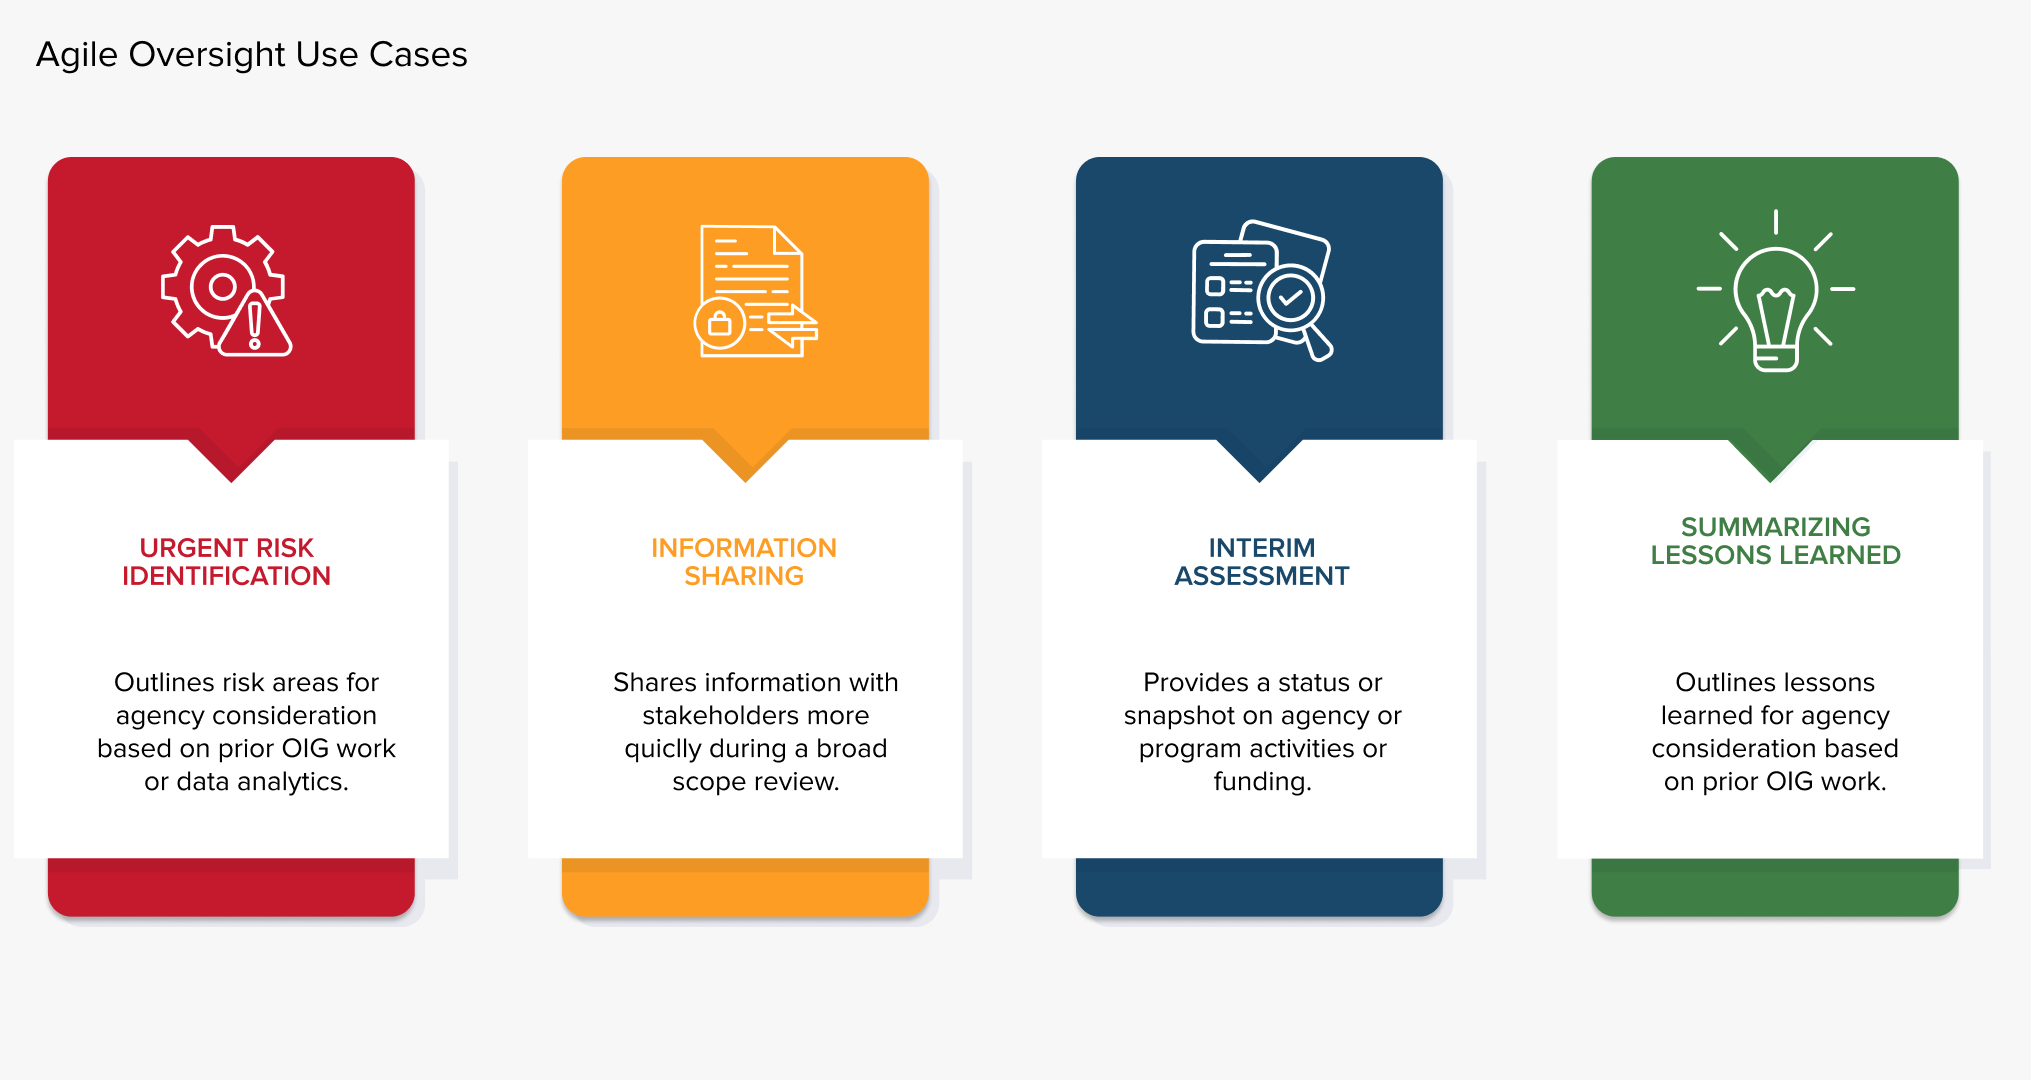 Agile Oversight Use Cases
URGENT RISK
IDENTIFICATION
Outlines risk areas for
agency consideration
based on prior OIG work
or data analytics.
INFORMATION
SHARING
Shares information with
stakeholders more
quiclly during a broad
scope review.
INTERIM
ASSESSMENT
Provides a status or
snapshot on agency or
program activities or
funding.
SUMMARIZING
LESSONS LEARNED
Outlines lessons
learned for agency
consideration based
on prior OIG work.